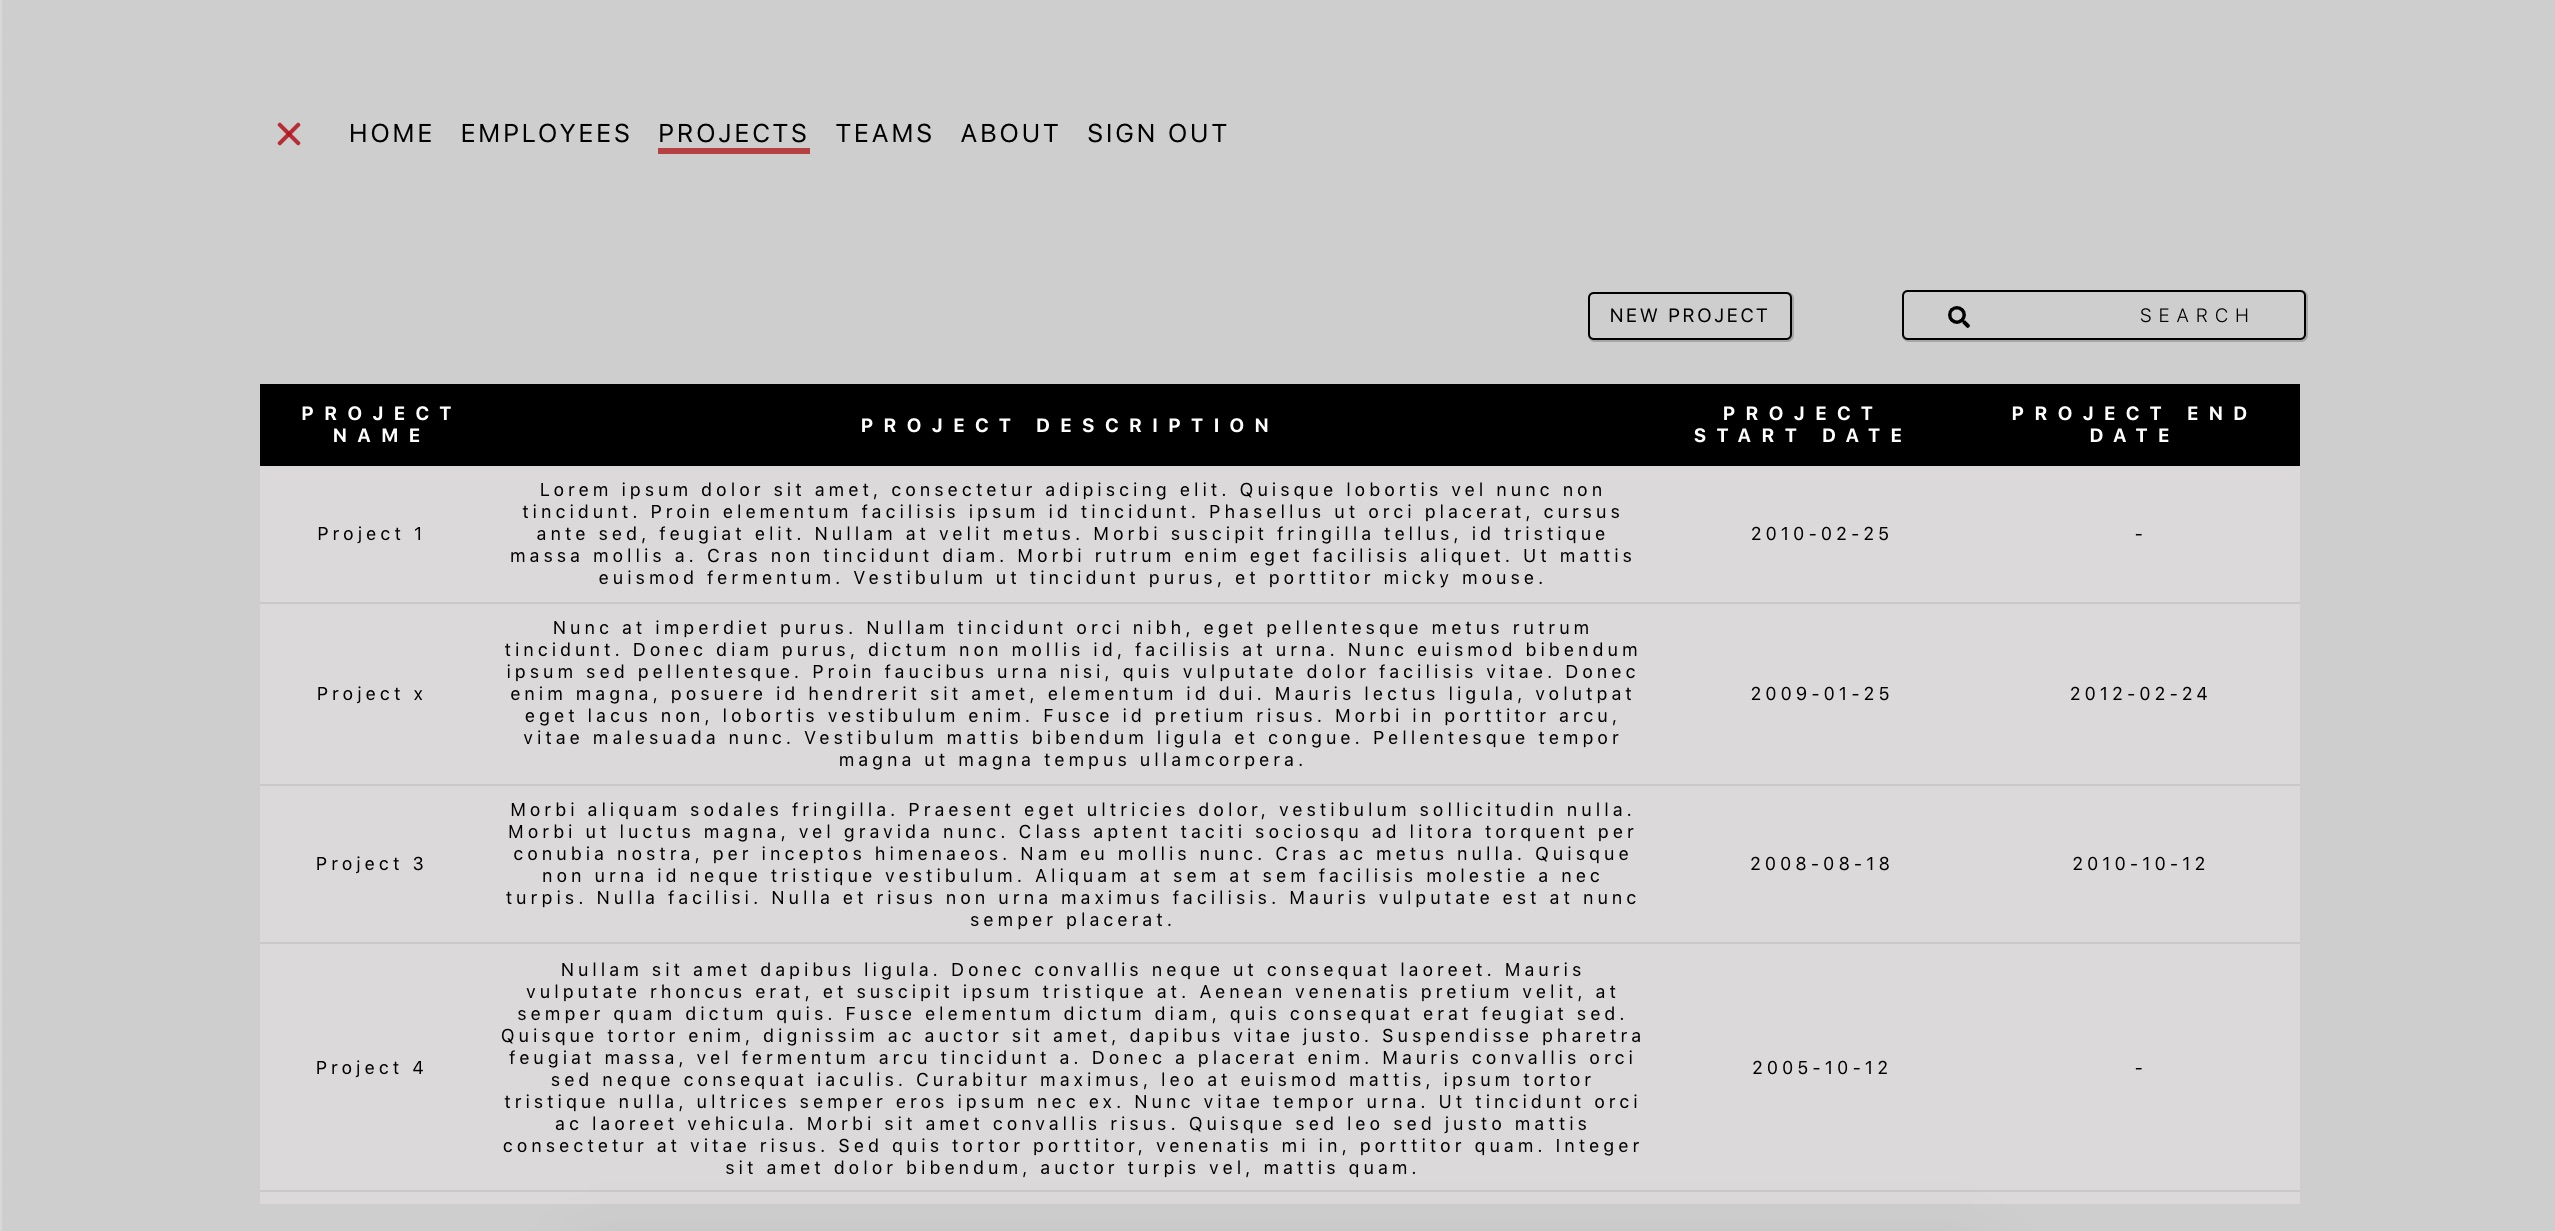 HOME EMPLOYEES PROJECTS TEAMS ABOUT SIGN OUT
NEW PROJECT
SEARCH
PROJECT NAME
PROJECT DESCRIPTION
PROJECT START DATE
PROJECT END DATE
Project 1
Lorem ipsum dolor sit amet, consectetur adipiscing elit. Quisque lobortis vel nunc non
tincidunt. Proin elementum facilisis ipsum id tincidunt. Phasellus ut orci placerat, cursus
ante sed, feugiat elit. Nullam at velit metus. Morbi suscipit fringilla tellus, id tristique
massa mollis a. Cras non tincidunt diam. Morbi rutrum enim eget facilisis aliquet. Ut mattis
euismod fermentum. Vestibulum ut tincidunt purus, et porttitor micky mouse.
2010-02-25
-
Project x
Nunc at imperdiet purus. Nullam tincidunt orci nibh, eget pellentesque metus rutrum
tincidunt. Donec diam purus, dictum non mollis id, facilisis at urna. Nunc euismod bibendum
ipsum sed pellentesque. Proin faucibus urna nisi, quis vulputate dolor facilisis vitae. Donec
enim magna, posuere id hendrerit sit amet, elementum id dui. Mauris lectus ligula, volutpat
eget lacus non, lobortis vestibulum enim. Fusce id pretium risus. Morbi in porttitor arcu,
vitae malesuada nunc. Vestibulum mattis bibendum ligula et congue. Pellentesque tempor
magna ut magna tempus ullamcorpera.
2009-01-25
2012-02-24
Project 3
Morbi aliquam sodales fringilla. Praesent eget ultricies dolor, vestibulum sollicitudin nulla.
Morbi ut luctus magna, vel gravida nunc. Class aptent taciti sociosqu ad litora torquent per
conubia nostra, per inceptos himenaeos. Nam eu mollis nunc. Cras ac metus nulla. Quisque
non urna id neque tristique vestibulum. Aliquam at sem at sem facilisis molestie a nec
turpis. Nulla facilisi. Nulla et risus non urna maximus facilisis. Mauris vulputate est at nunc
semper placerat.
2008-08-18
2010-10-12
Project 4
Nullam sit amet dapibus ligula. Donec convallis neque ut consequat laoreet. Mauris
vulputate rhoncus erat, et suscipit ipsum tristique at. Aenean venenatis pretium velit, at
semper quam dictum quis. Fusce elementum dictum diam, quis consequat erat feugiat sed.
Quisque tortor enim, dignissim ac auctor sit amet, dapibus vitae justo. Suspendisse pharetra
feugiat massa, vel fermentum arcu tincidunt a. Donec a placerat enim. Mauris convallis orci
sed neque consequat iaculis. Curabitur maximus, leo at euismod mattis, ipsum tortor
tristique nulla, ultrices semper eros ipsum nec ex. Nunc vitae tempor urna. Ut tincidunt orci
ac laoreet vehicula. Morbi sit amet convallis risus. Quisque sed leo sed justo mattis
consectetur at vitae risus. Sed quis tortor porttitor, venenatis mi in, porttitor quam. Integer
sit amet dolor bibendum, auctor turpis vel, mattis quam.
2005-10-12
-